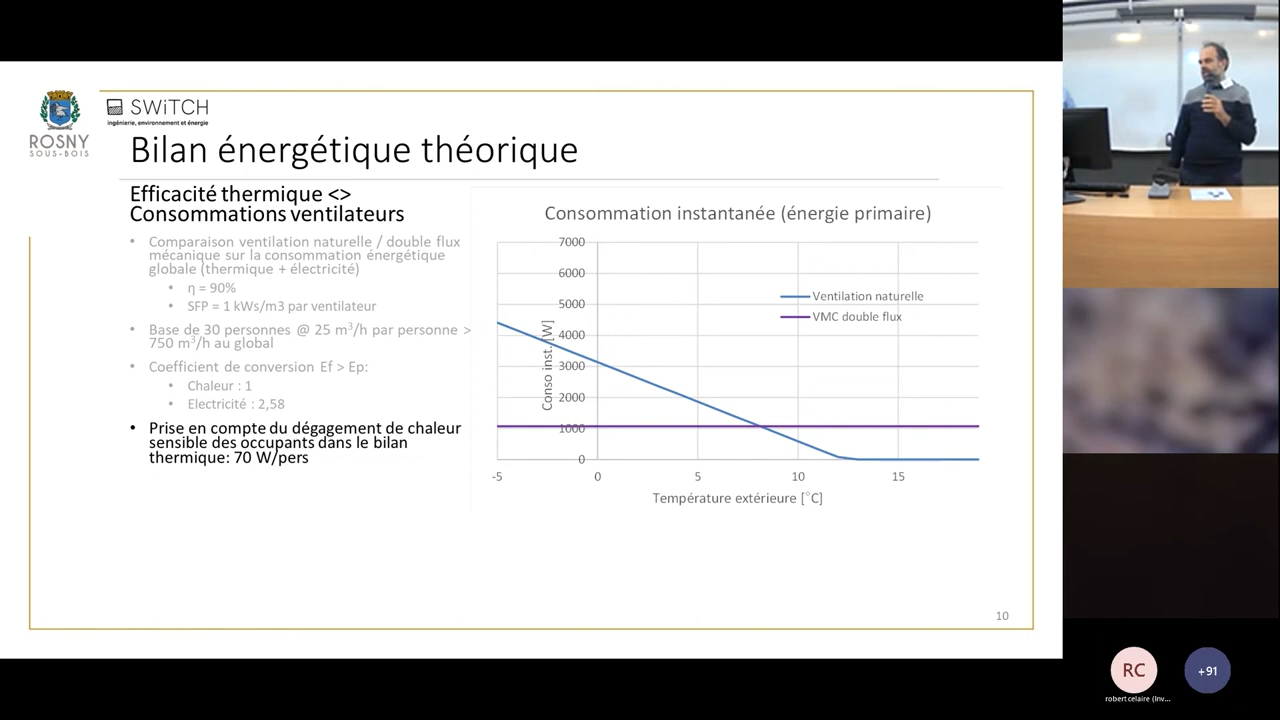 ROSNY
SOUS-BOIS
SWiTCH
ingénierie, environnement et énergie
Bilan énergétique théorique
Efficacité thermique <>
Consommations ventilateurs
• Comparaison ventilation naturelle / double flux
mécanique sur la consommation énergétique
globale (thermique + électricité)
• η = 90%
• SFP = 1 kWs/m3 par ventilateur
• Base de 30 personnes @ 25 m³/h par personne >
750 m³/h au global
• Coefficient de conversion Ef > Ep:
• Chaleur : 1
• Electricité : 2,58
• Prise en compte du dégagement de chaleur
sensible des occupants dans le bilan
thermique: 70 W/pers
Consommation instantanée (énergie primaire)
7000
6000
5000
4000
3000
2000
1000
0
Conso inst. [W]
Ventilation naturelle
VMC double flux
-5 0 5 10 15
Température extérieure [°C]
10
RC
+91
robert celaire (Inv...